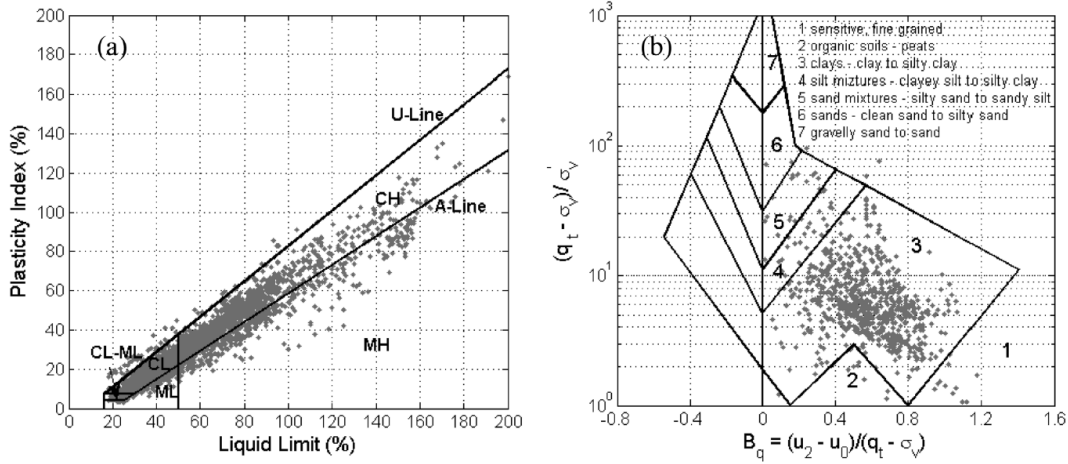 (a)
200
180
160
140
120
100
80
60
40
20
0
Plasticity Index (%)
U-Line
CH
A-Line
CL-ML
CL
MH
ML
0 20 40 60 80 100 120 140 160 180 200
Liquid Limit (%)
(b)
10³
10²
10¹
10⁰
(qt - σv)/ σv'
1 sensitive, fine grained
2 organic soils - peats
3 clays - clay to silty clay
4 silt miztures - clayey silt to silty clay
5 sand mixtures - silty sand to sandy silt
6 sands - clean sand to silty sand
7 gravelly sand to sand
7
6
5
3
4
1
2
-0.8 -0.4 0 0.4 0.8 1.2 1.6
Bq = (u2 - u0)/(qt - σv)